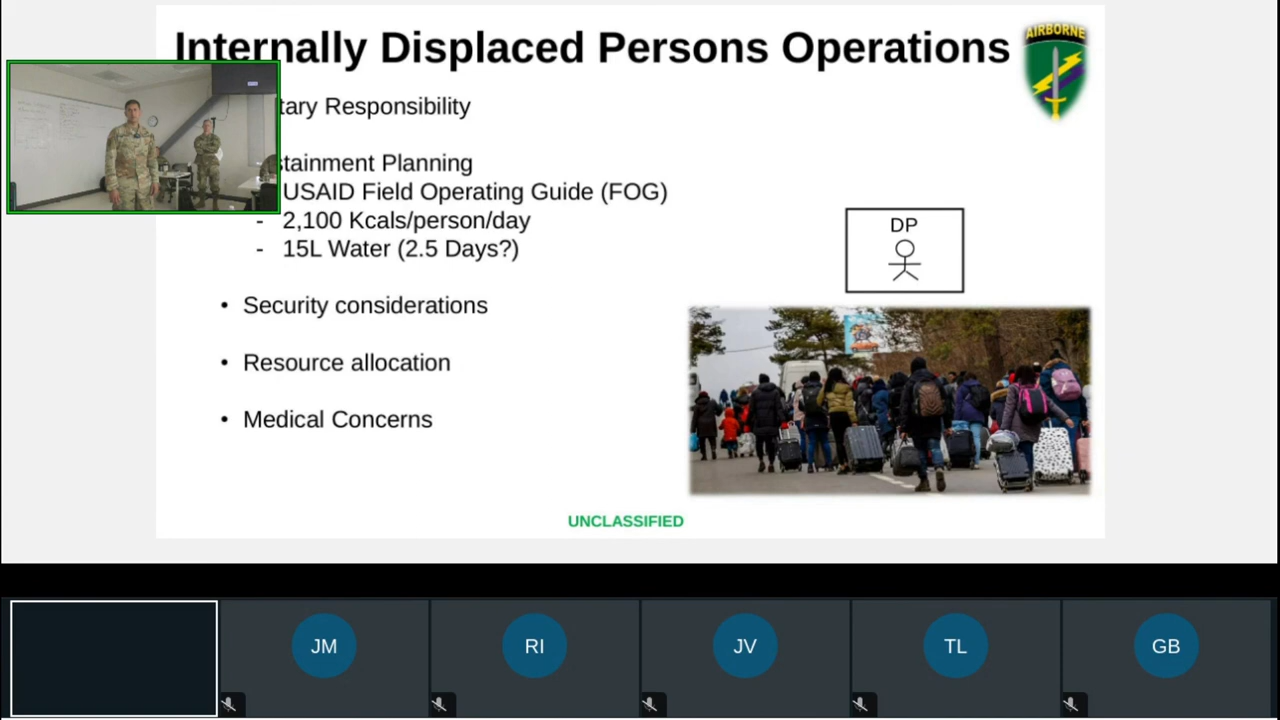 Internally Displaced Persons Operations
AIRBORNE
tary Responsibility
stainment Planning
USAID Field Operating Guide (FOG)
- 2,100 Kcals/person/day
- 15L Water (2.5 Days?)
DP
• Security considerations
• Resource allocation
• Medical Concerns
UNCLASSIFIED
JM
RI
JV
TL
GB